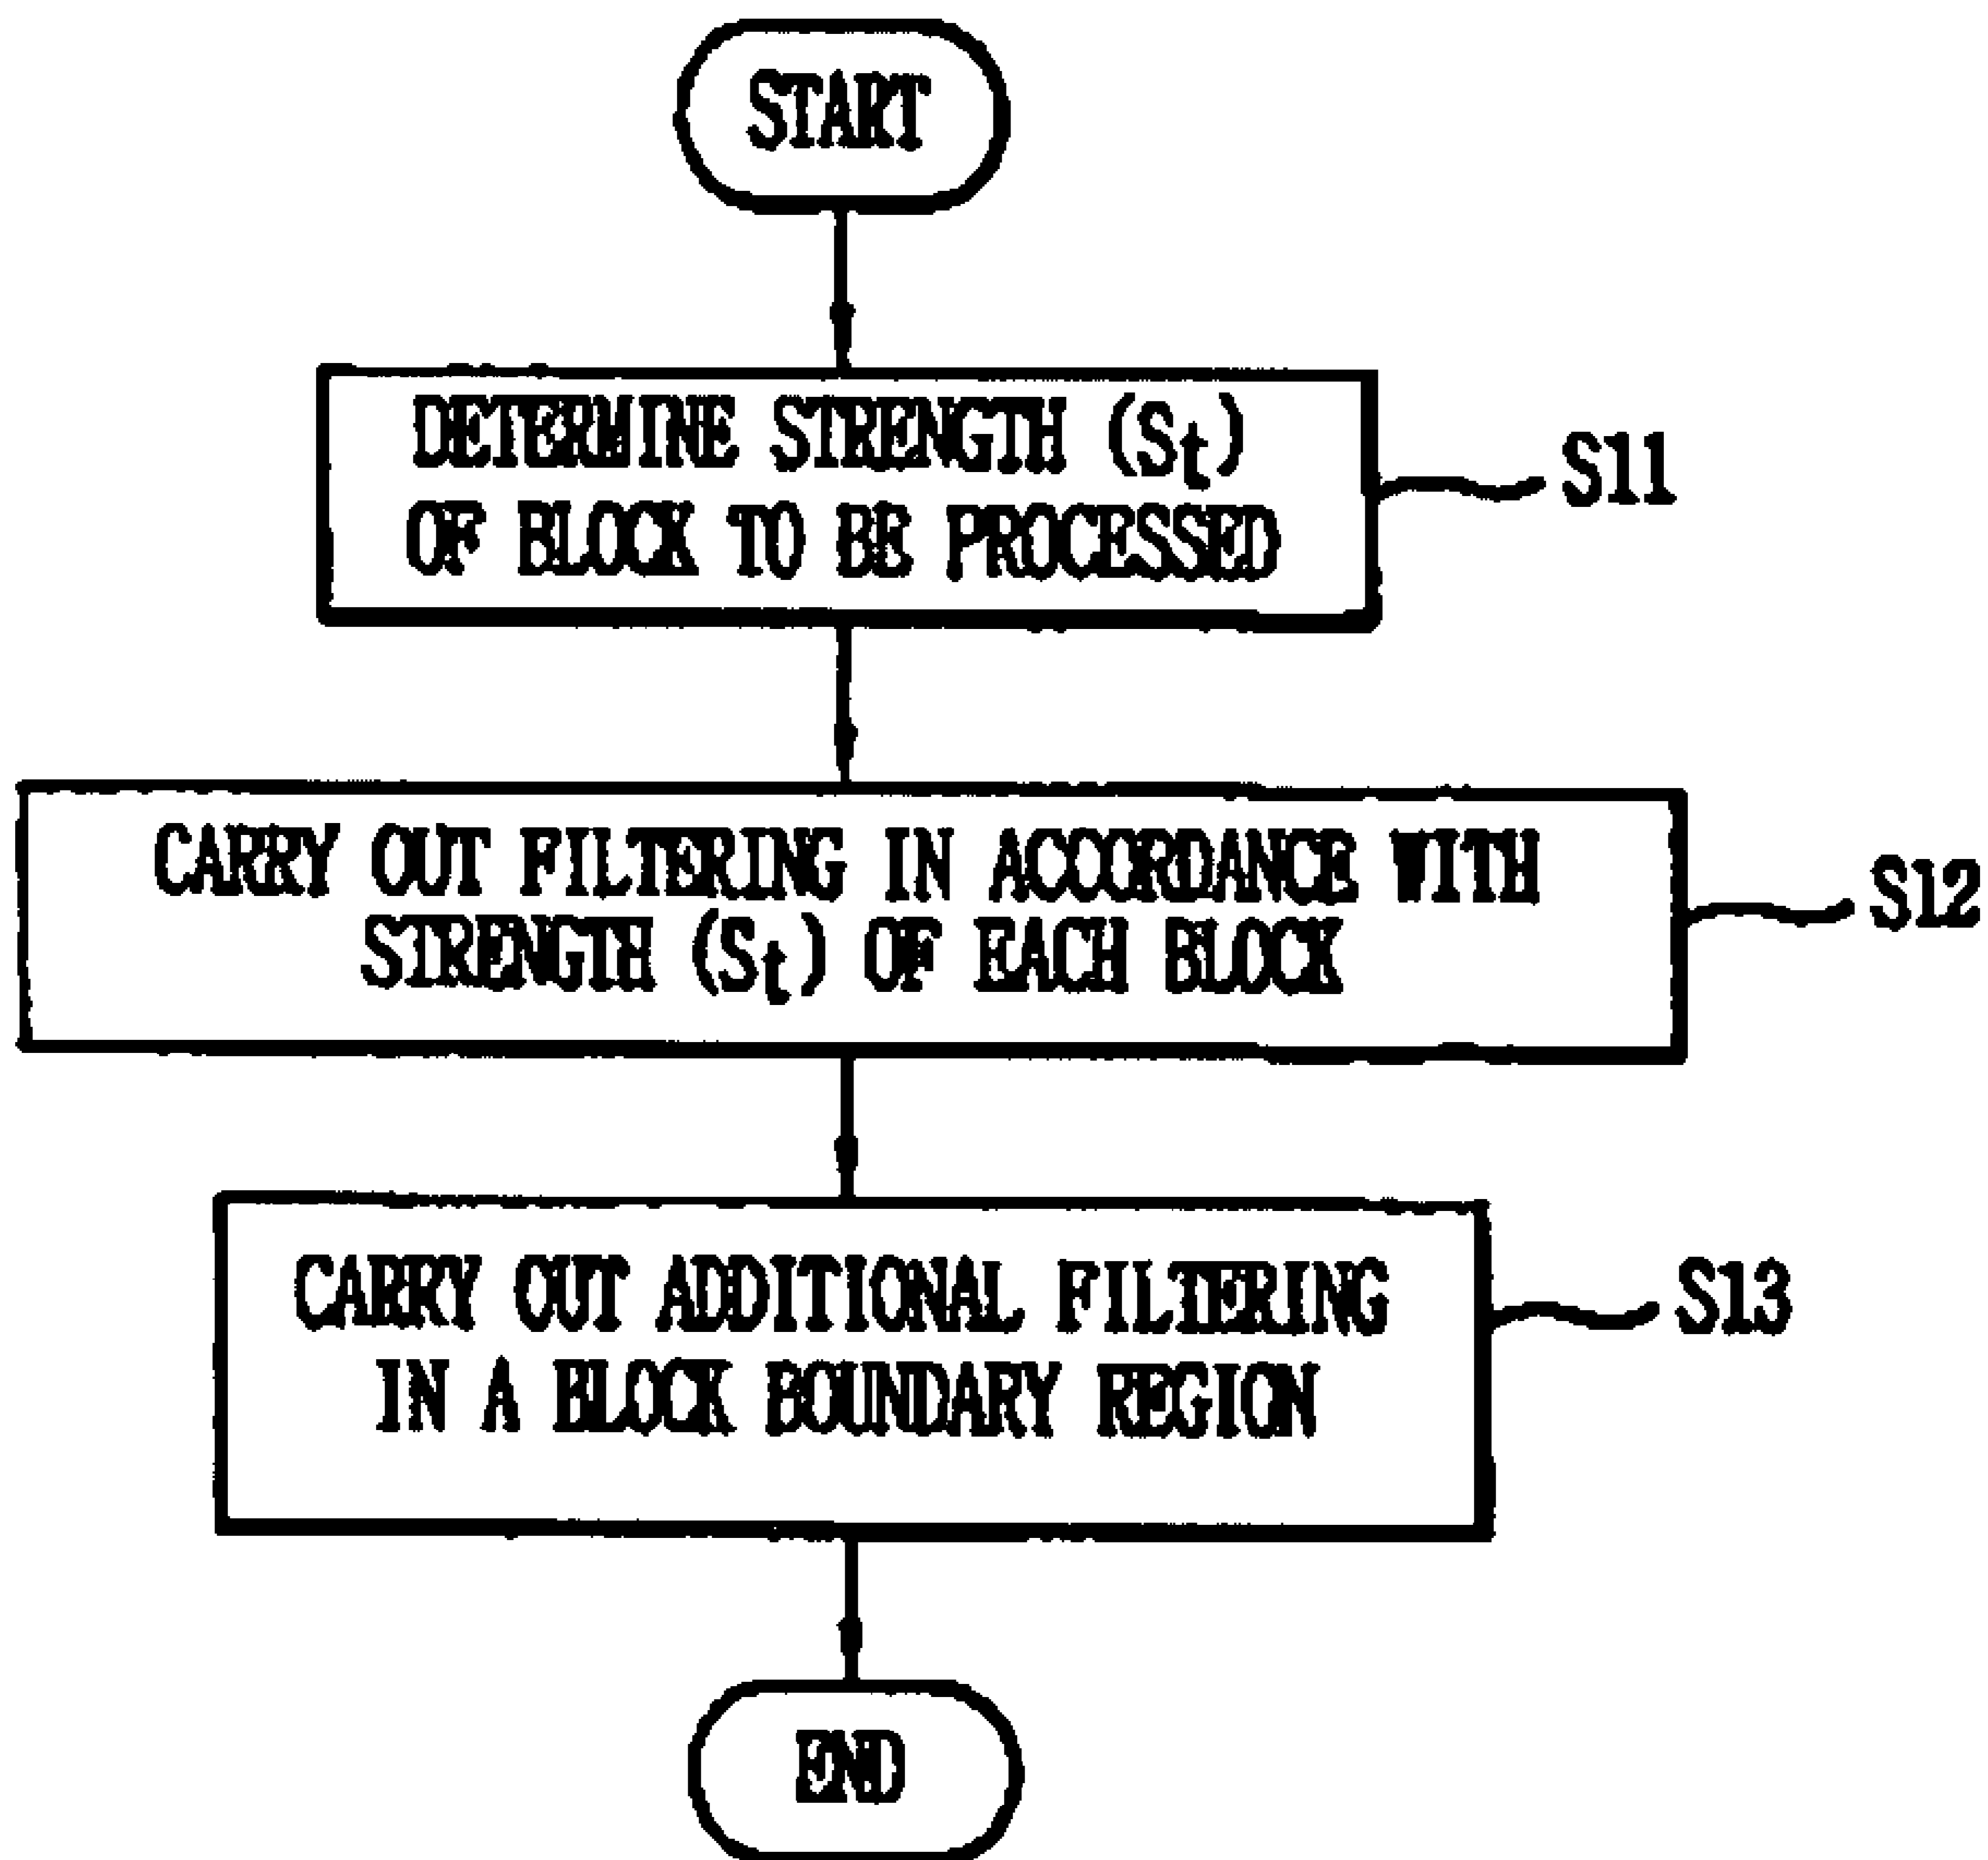 START
DETERMINE STRENGTH (St)
OF BLOCK TO BE PROCESSED
S11
CARRY OUT FILTERING IN ACCORDANCE WITH
STRENGTH (St) OF EACH BLOCK
S12
CARRY OUT ADDITIONAL FILTERING
IN A BLOCK BOUNDARY REGION
S13
END